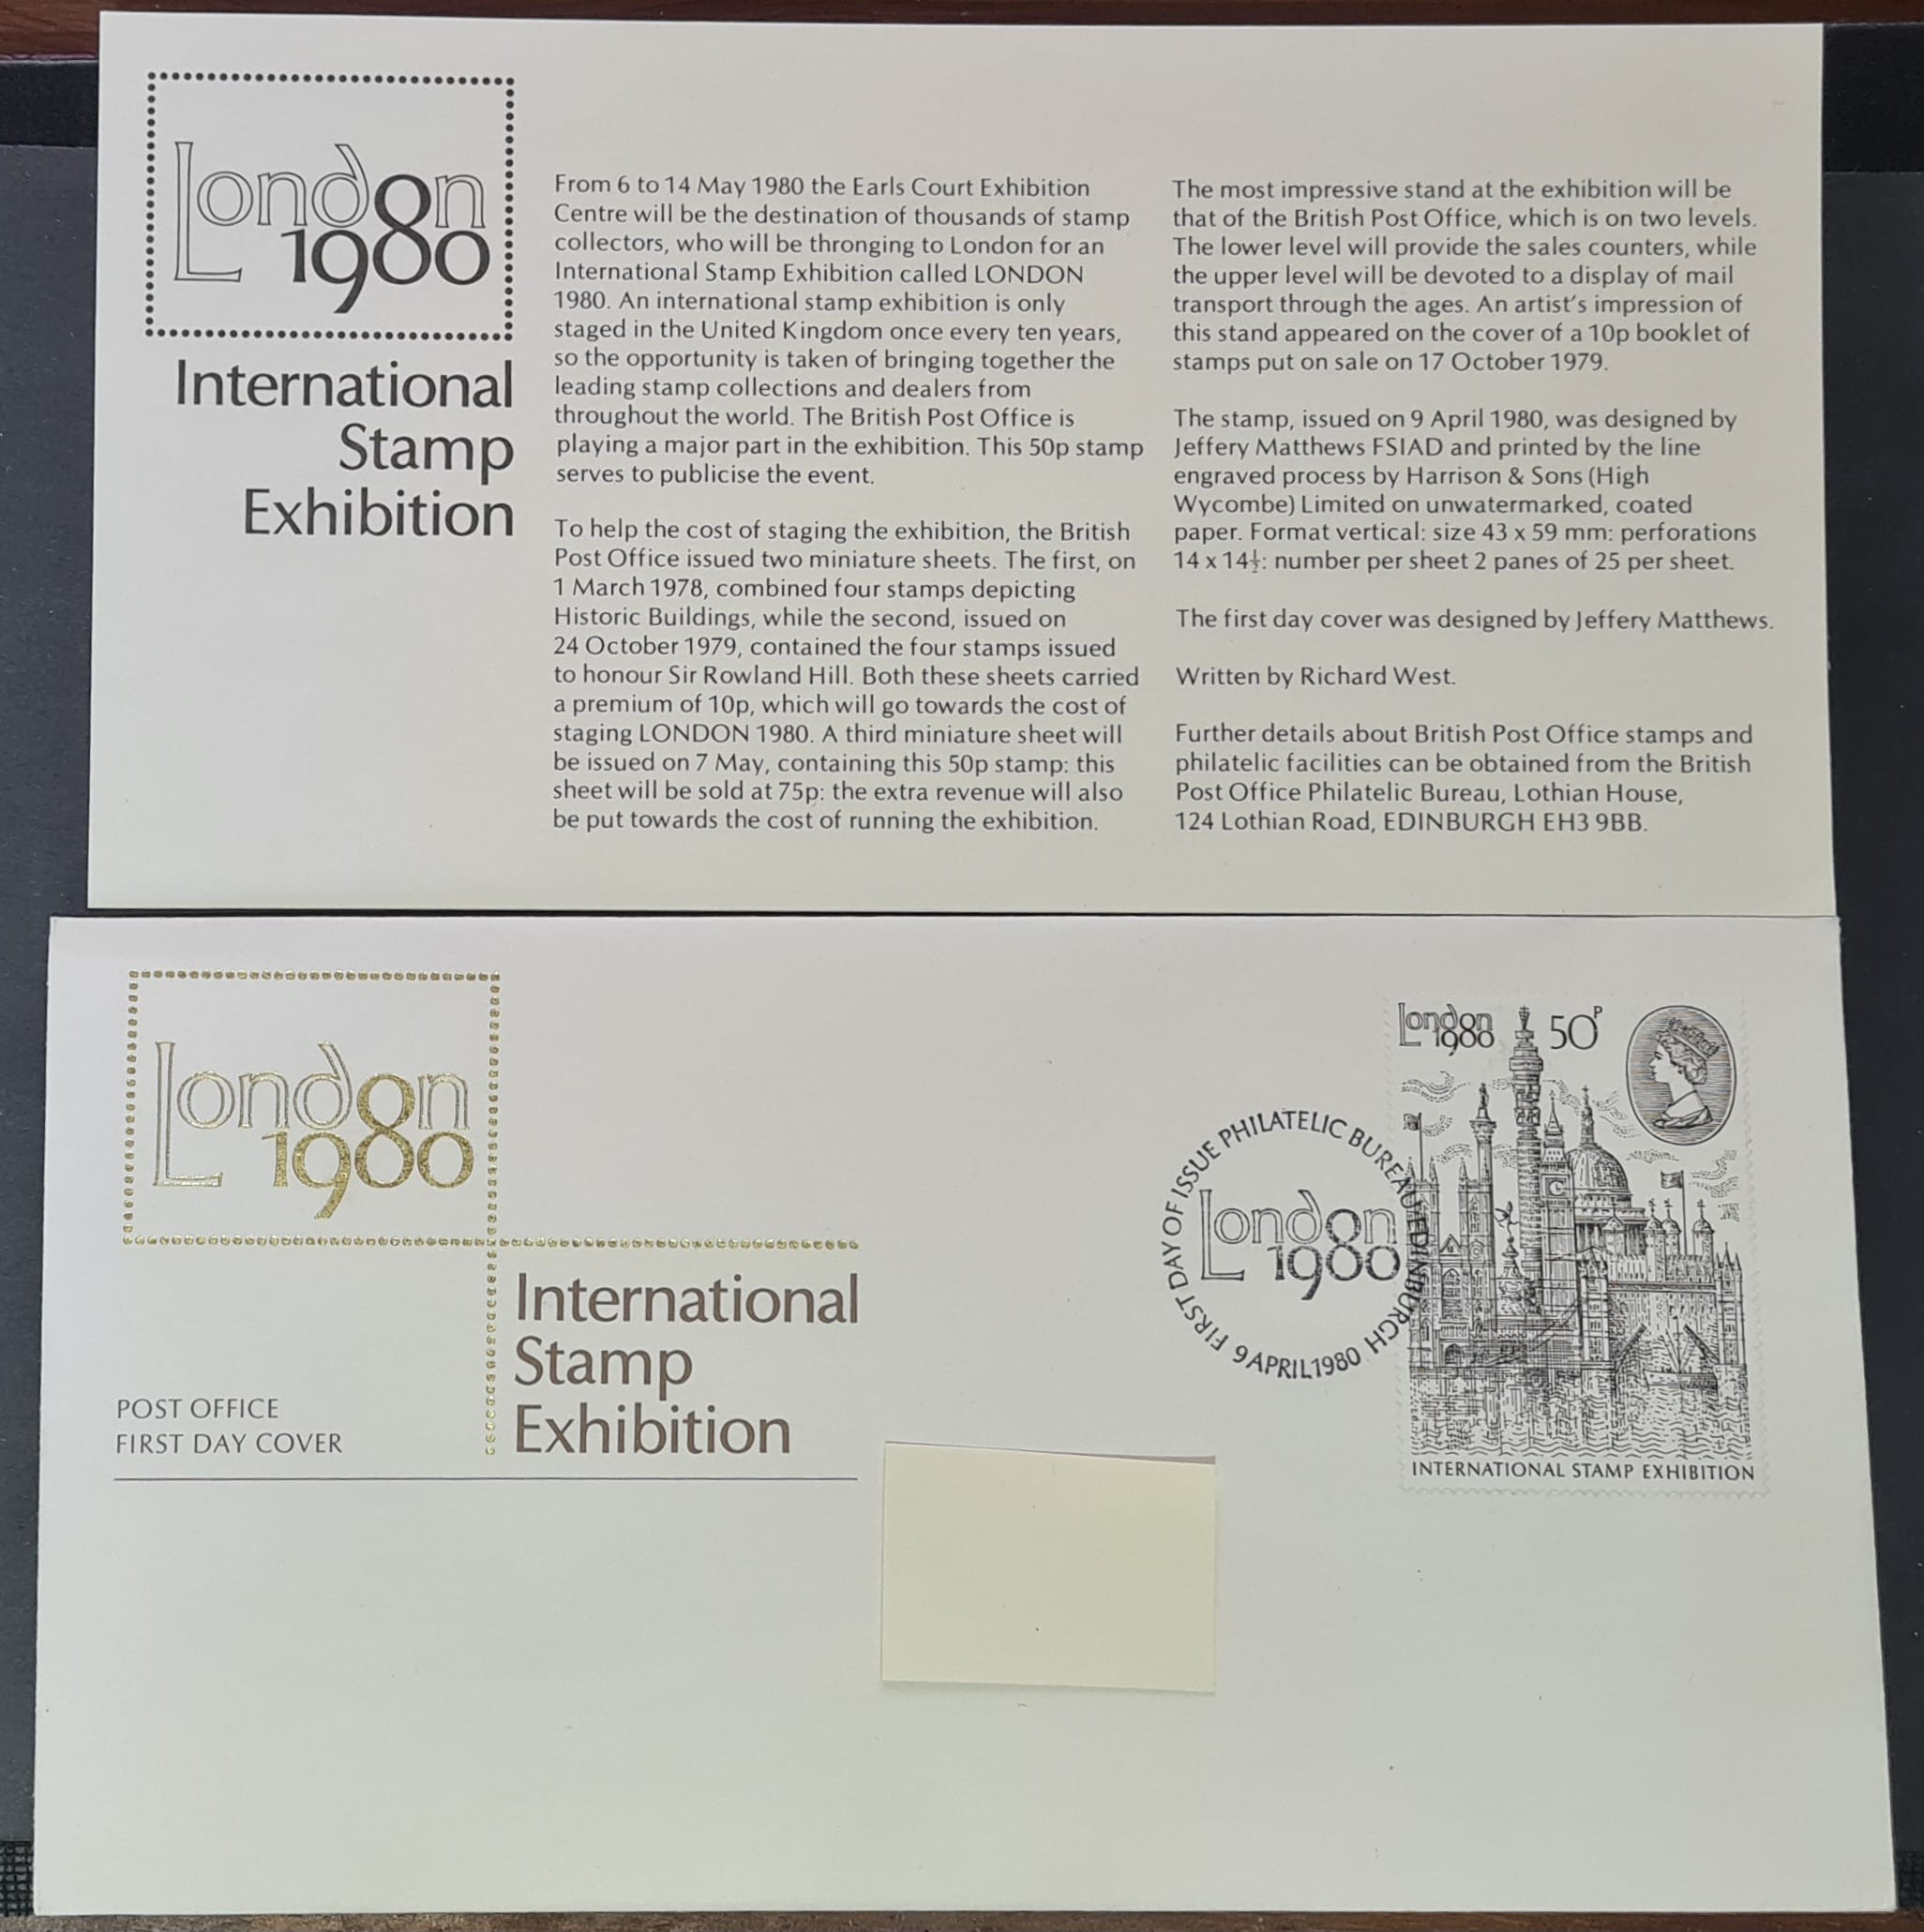 London
1980
International
Stamp
Exhibition
From 6 to 14 May 1980 the Earls Court Exhibition
Centre will be the destination of thousands of stamp
collectors, who will be thronging to London for an
International Stamp Exhibition called LONDON
1980. An international stamp exhibition is only
staged in the United Kingdom once every ten years,
so the opportunity is taken of bringing together the
leading stamp collections and dealers from
throughout the world. The British Post Office is
playing a major part in the exhibition. This 50p stamp
serves to publicise the event.
To help the cost of staging the exhibition, the British
Post Office issued two miniature sheets. The first, on
1 March 1978, combined four stamps depicting
Historic Buildings, while the second, issued on
24 October 1979, contained the four stamps issued
to honour Sir Rowland Hill. Both these sheets carried
a premium of 10p, which will go towards the cost of
staging LONDON 1980. A third miniature sheet will
be issued on 7 May, containing this 50p stamp: this
sheet will be sold at 75p: the extra revenue will also
be put towards the cost of running the exhibition.
The most impressive stand at the exhibition will be
that of the British Post Office, which is on two levels.
The lower level will provide the sales counters, while
the upper level will be devoted to a display of mail
transport through the ages. An artist's impression of
this stand appeared on the cover of a 10p booklet of
stamps put on sale on 17 October 1979.
The stamp, issued on 9 April 1980, was designed by
Jeffery Matthews FSIAD and printed by the line
engraved process by Harrison & Sons (High
Wycombe) Limited on unwatermarked, coated
paper. Format vertical: size 43 x 59 mm: perforations
14 x 14½: number per sheet 2 panes of 25 per sheet.
The first day cover was designed by Jeffery Matthews.
Written by Richard West.
Further details about British Post Office stamps and
philatelic facilities can be obtained from the British
Post Office Philatelic Bureau, Lothian House,
124 Lothian Road, EDINBURGH EH3 9BB.
London
1980
International
Stamp
Exhibition
POST OFFICE
FIRST DAY COVER
FIRST DAY OF ISSUE PHILATELIC BUREAU EDINBURGH
London
1980
9 APRIL 1980
London
1980
50P
INTERNATIONAL STAMP EXHIBITION